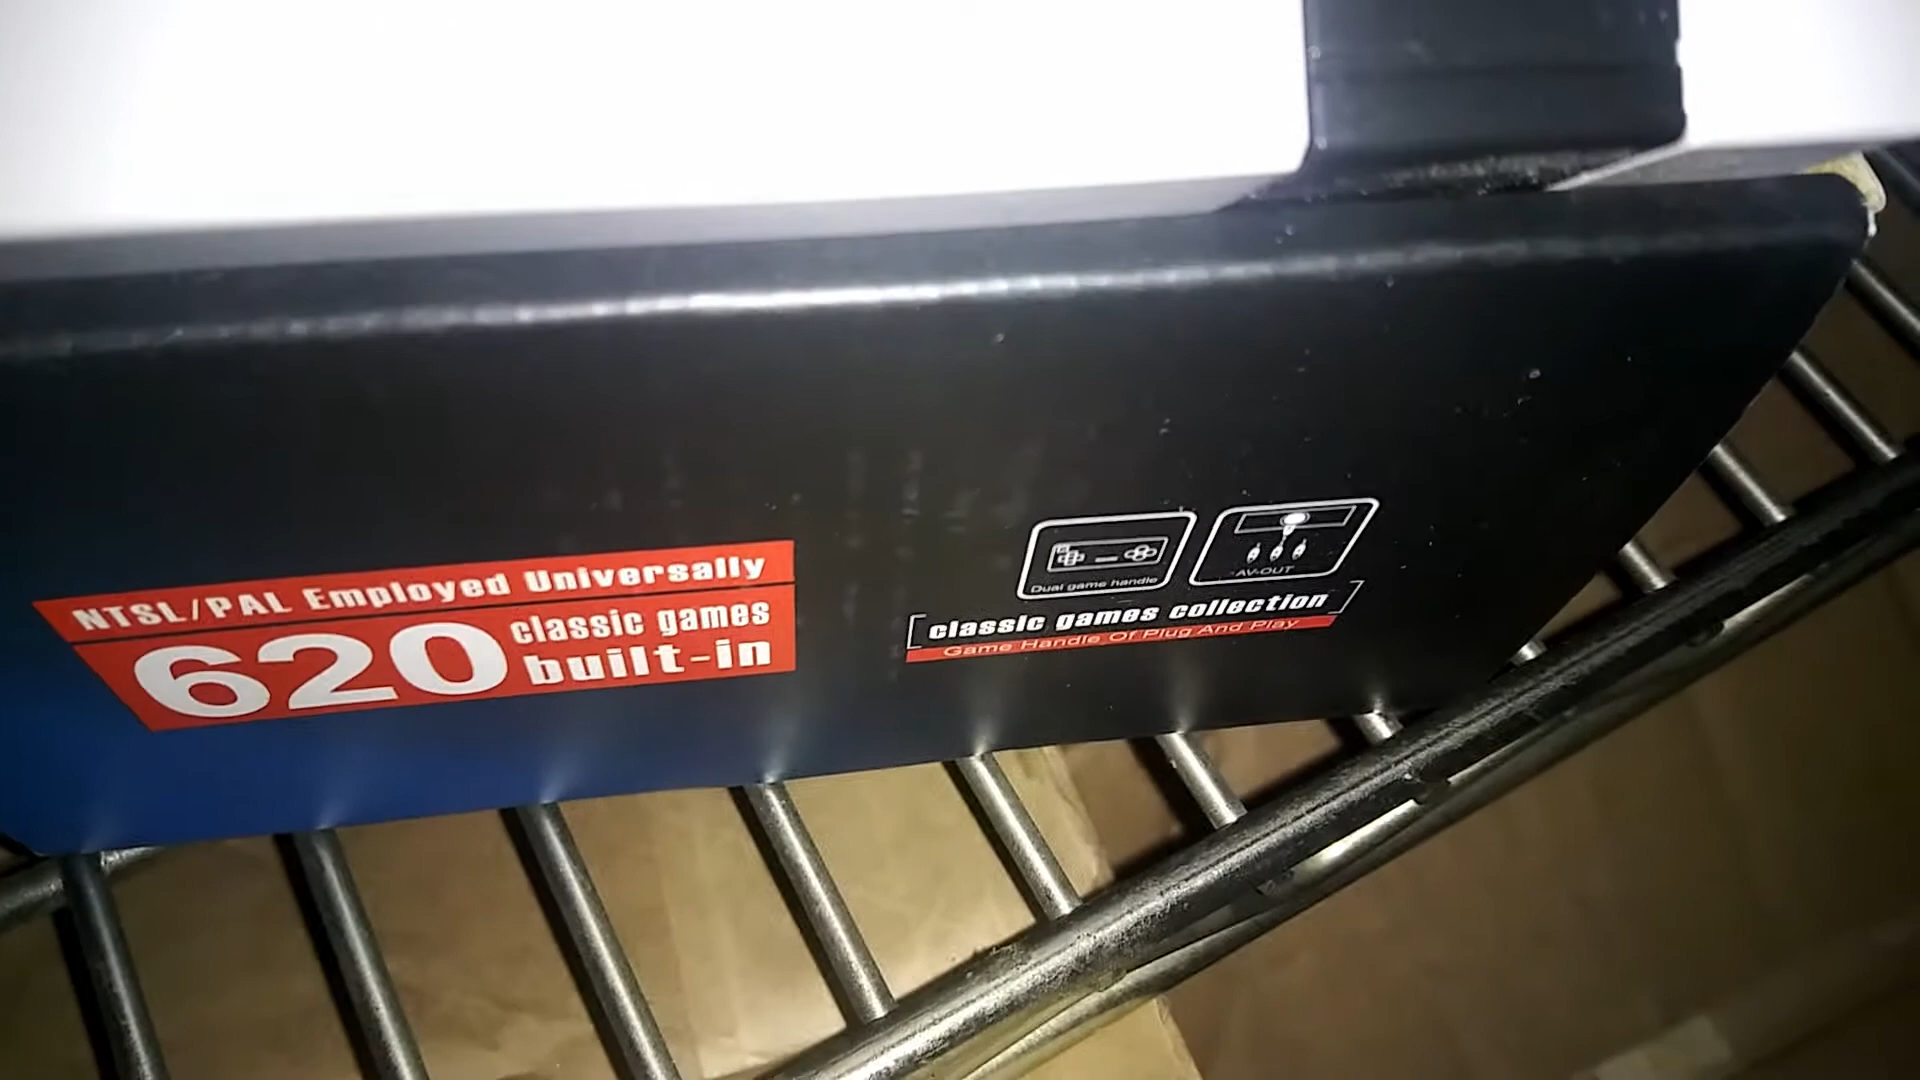 NTSL/PAL Employed Universally
620 classic games
built-in
Dual game handle
AV-OUT
classic games collection
Game Handle Of Plug And Play